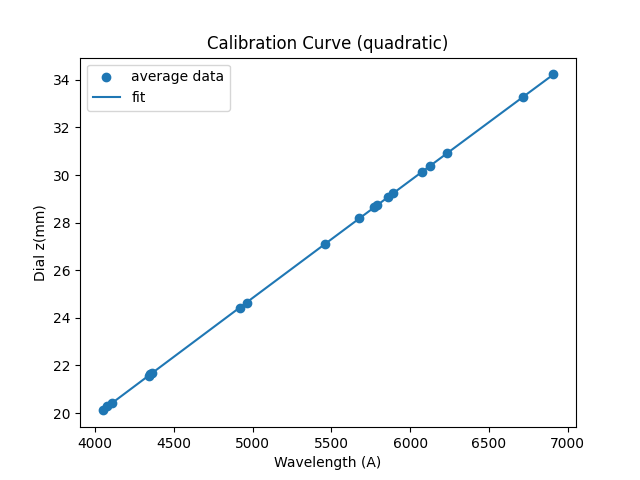 Calibration Curve (quadratic)
average data
fit
34
32
30
28
26
24
22
20
Dial z(mm)
4000 4500 5000 5500 6000 6500 7000
Wavelength (A)